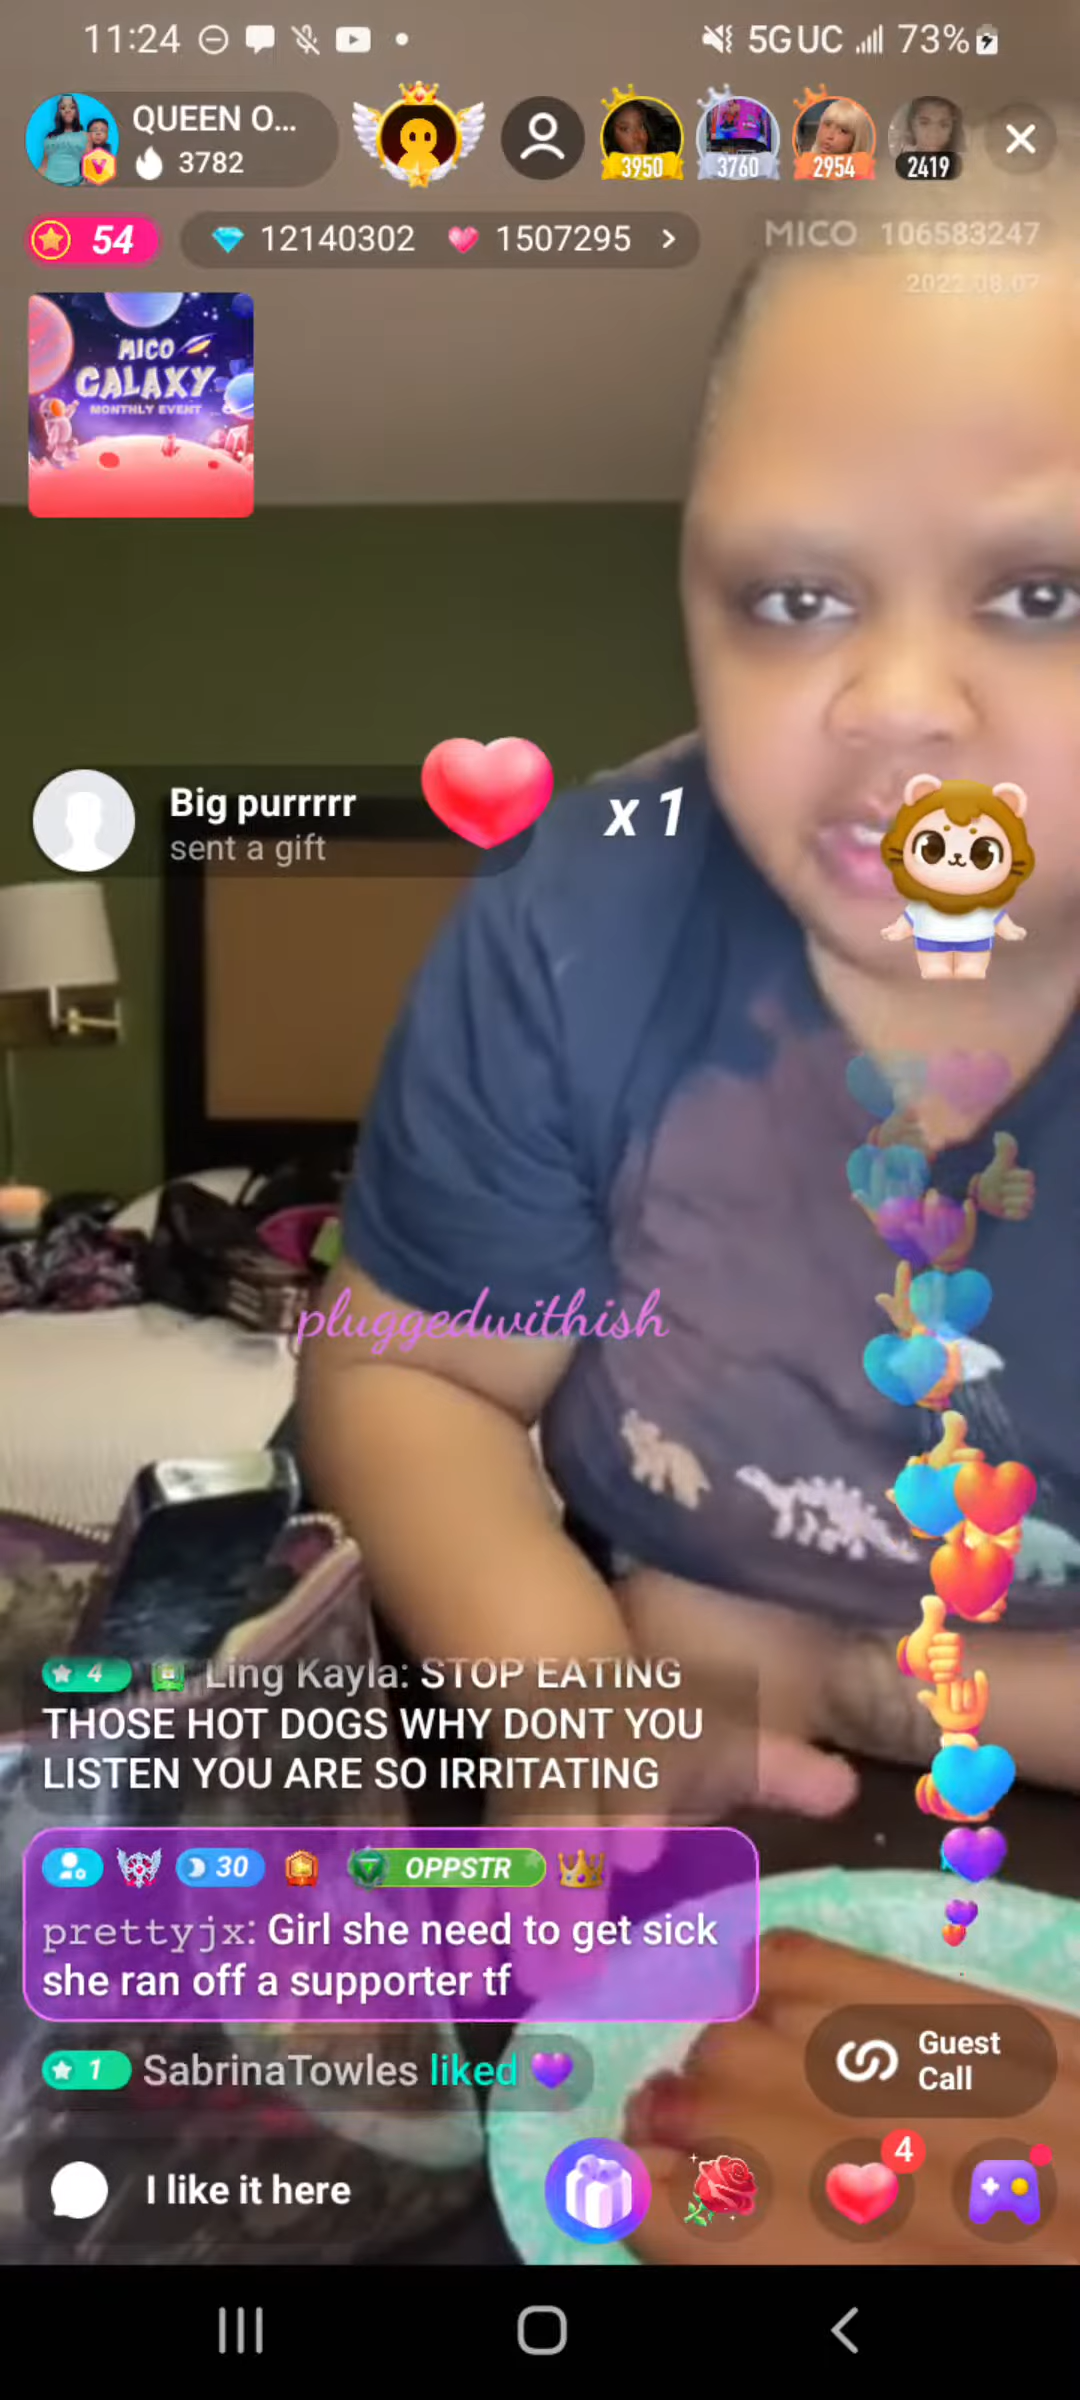 11:24
5G UC
73%
QUEEN O...
3782
3950
3760
2954
2419
54
12140302
1507295
MICO 106583247
2022.08.07
MICO
GALAXY
MONTHLY EVENT
Big purrrrr
sent a gift
x 1
pluggedwithish
4 Ling Kayla: STOP EATING
THOSE HOT DOGS WHY DONT YOU
LISTEN YOU ARE SO IRRITATING
30 OPPSTR
prettyjx: Girl she need to get sick
she ran off a supporter tf
1 SabrinaTowles liked
Guest
Call
I like it here
4